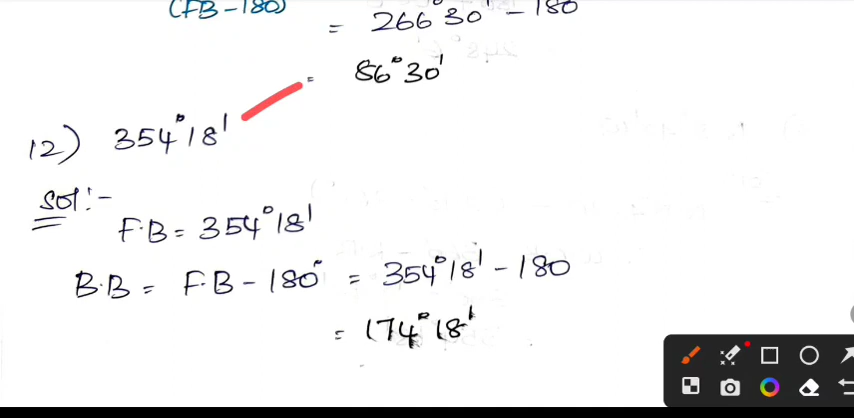 (FB-180)
= 266°30' - 180
= 86°30'
12) 354°18'
Sol:-
F.B = 354°18'
B.B = F.B - 180° = 354°18' - 180
= 174°18'